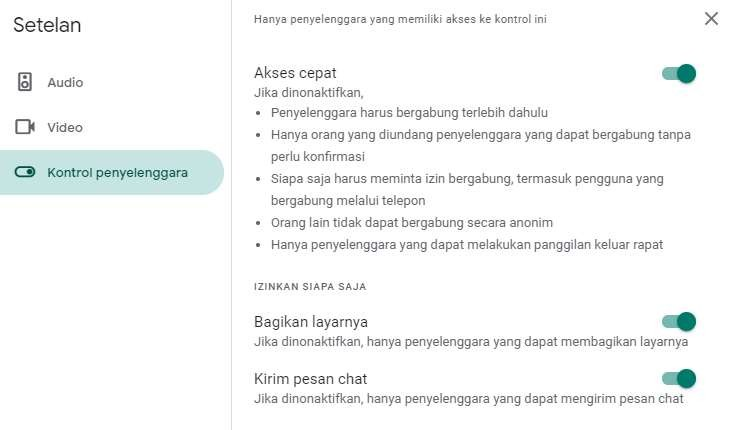 Setelan
Audio
Video
Kontrol penyelenggara
Hanya penyelenggara yang memiliki akses ke kontrol ini
Akses cepat
Jika dinonaktifkan,
• Penyelenggara harus bergabung terlebih dahulu
• Hanya orang yang diundang penyelenggara yang dapat bergabung tanpa
perlu konfirmasi
• Siapa saja harus meminta izin bergabung, termasuk pengguna yang
bergabung melalui telepon
• Orang lain tidak dapat bergabung secara anonim
• Hanya penyelenggara yang dapat melakukan panggilan keluar rapat
IZINKAN SIAPA SAJA
Bagikan layarnya
Jika dinonaktifkan, hanya penyelenggara yang dapat membagikan layarnya
Kirim pesan chat
Jika dinonaktifkan, hanya penyelenggara yang dapat mengirim pesan chat